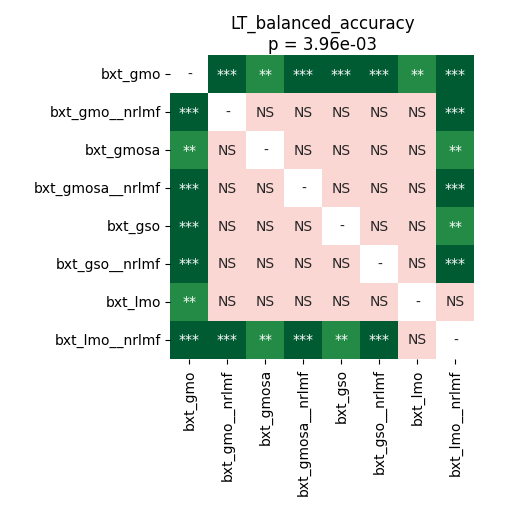 LT_balanced_accuracy
p = 3.96e-03
bxt_gmo - *** ** *** *** *** ** ***
bxt_gmo__nrlmf *** - NS NS NS NS NS ***
bxt_gmosa ** NS - NS NS NS NS **
bxt_gmosa__nrlmf *** NS NS - NS NS NS ***
bxt_gso *** NS NS NS - NS NS **
bxt_gso__nrlmf *** NS NS NS NS - NS ***
bxt_lmo ** NS NS NS NS NS - NS
bxt_lmo__nrlmf *** *** ** *** ** *** NS -
bxt_gmo
bxt_gmo__nrlmf
bxt_gmosa
bxt_gmosa__nrlmf
bxt_gso
bxt_gso__nrlmf
bxt_lmo
bxt_lmo__nrlmf